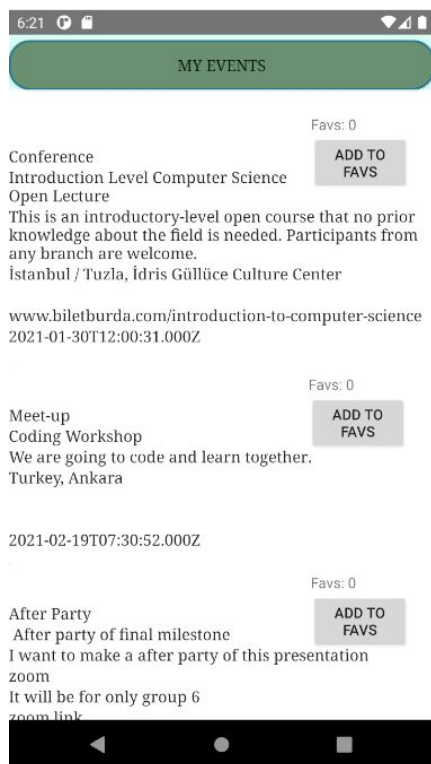 6:21
MY EVENTS
Favs: 0
ADD TO
FAVS
Conference
Introduction Level Computer Science
Open Lecture
This is an introductory-level open course that no prior
knowledge about the field is needed. Participants from
any branch are welcome.
İstanbul / Tuzla, İdris Güllüce Culture Center
www.biletburda.com/introduction-to-computer-science
2021-01-30T12:00:31.000Z
Favs: 0
ADD TO
FAVS
Meet-up
Coding Workshop
We are going to code and learn together.
Turkey, Ankara
2021-02-19T07:30:52.000Z
Favs: 0
ADD TO
FAVS
After Party
After party of final milestone
I want to make a after party of this presentation
zoom
It will be for only group 6
zoom link